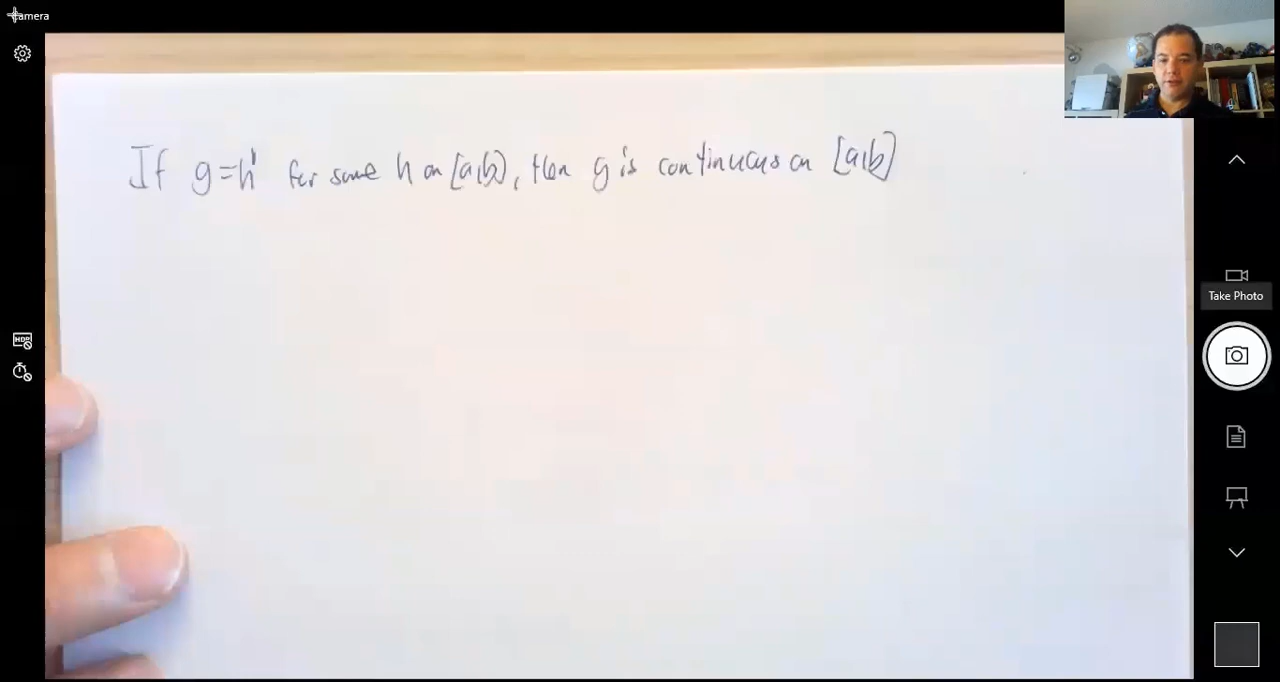 Camera
If g=h' for some h on [a,b], then g is continuous on [a,b]
Take Photo